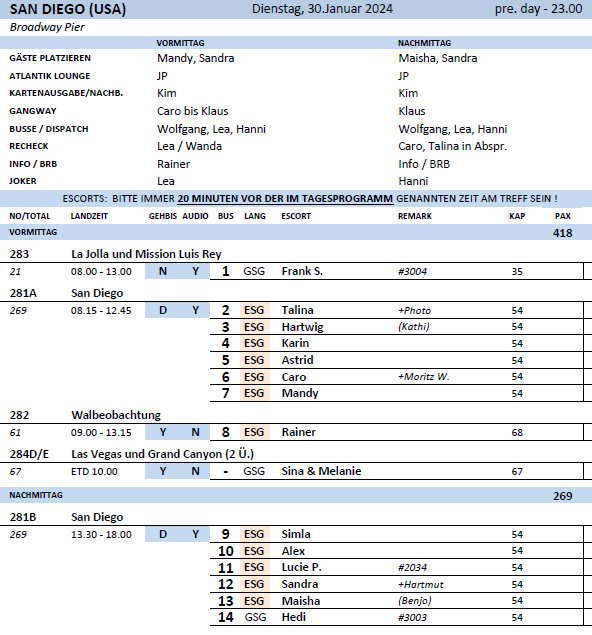 SAN DIEGO (USA) Dienstag, 30.Januar 2024 pre. day - 23.00
Broadway Pier
VORMITTAG NACHMITTAG
GÄSTE PLATZIEREN Mandy, Sandra Maisha, Sandra
ATLANTIK LOUNGE JP JP
KARTENAUSGABE/NACHB. Kim Kim
GANGWAY Caro bis Klaus Klaus
BUSSE / DISPATCH Wolfgang, Lea, Hanni Wolfgang, Lea, Hanni
RECHECK Lea / Wanda Caro, Talina in Abspr.
INFO / BRB Rainer Info / BRB
JOKER Lea Hanni
ESCORTS: BITTE IMMER 20 MINUTEN VOR DER IM TAGESPROGRAMM GENANNTEN ZEIT AM TREFF SEIN !
NO/TOTAL LANDZEIT GEHBIS AUDIO BUS LANG ESCORT REMARK KAP PAX
VORMITTAG 418
283 La Jolla und Mission Luis Rey
21 08.00 - 13.00 N Y 1 GSG Frank S. #3004 35
281A San Diego
269 08.15 - 12.45 D Y 2 ESG Talina +Photo 54
3 ESG Hartwig (Kathi) 54
4 ESG Karin 54
5 ESG Astrid 54
6 ESG Caro +Moritz W. 54
7 ESG Mandy 54
282 Walbeobachtung
61 09.00 - 13.15 Y N 8 ESG Rainer 68
284D/E Las Vegas und Grand Canyon (2 Ü.)
67 ETD 10.00 Y N - GSG Sina & Melanie 67
NACHMITTAG 269
281B San Diego
269 13.30 - 18.00 D Y 9 ESG Simla 54
10 ESG Alex 54
11 ESG Lucie P. #2034 54
12 ESG Sandra +Hartmut 54
13 ESG Maisha (Benjo) 54
14 GSG Hedi #3003 54